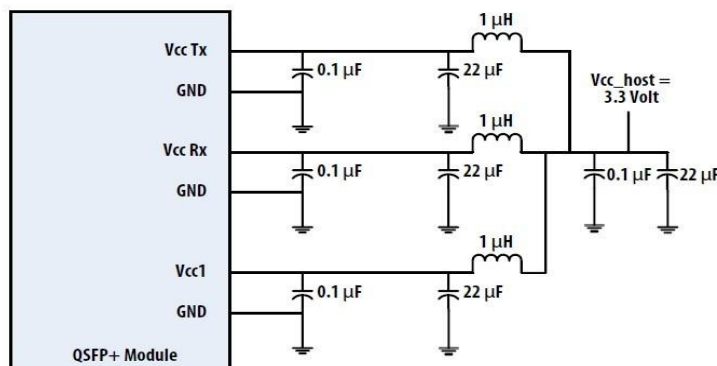 1 μH
Vcc Tx
0.1 μF
22 μF
GND
Vcc_host =
3.3 Volt
1 μH
Vcc Rx
0.1 μF
22 μF
0.1 μF
22 μF
GND
1 μH
Vcc1
0.1 μF
22 μF
GND
QSFP+ Module